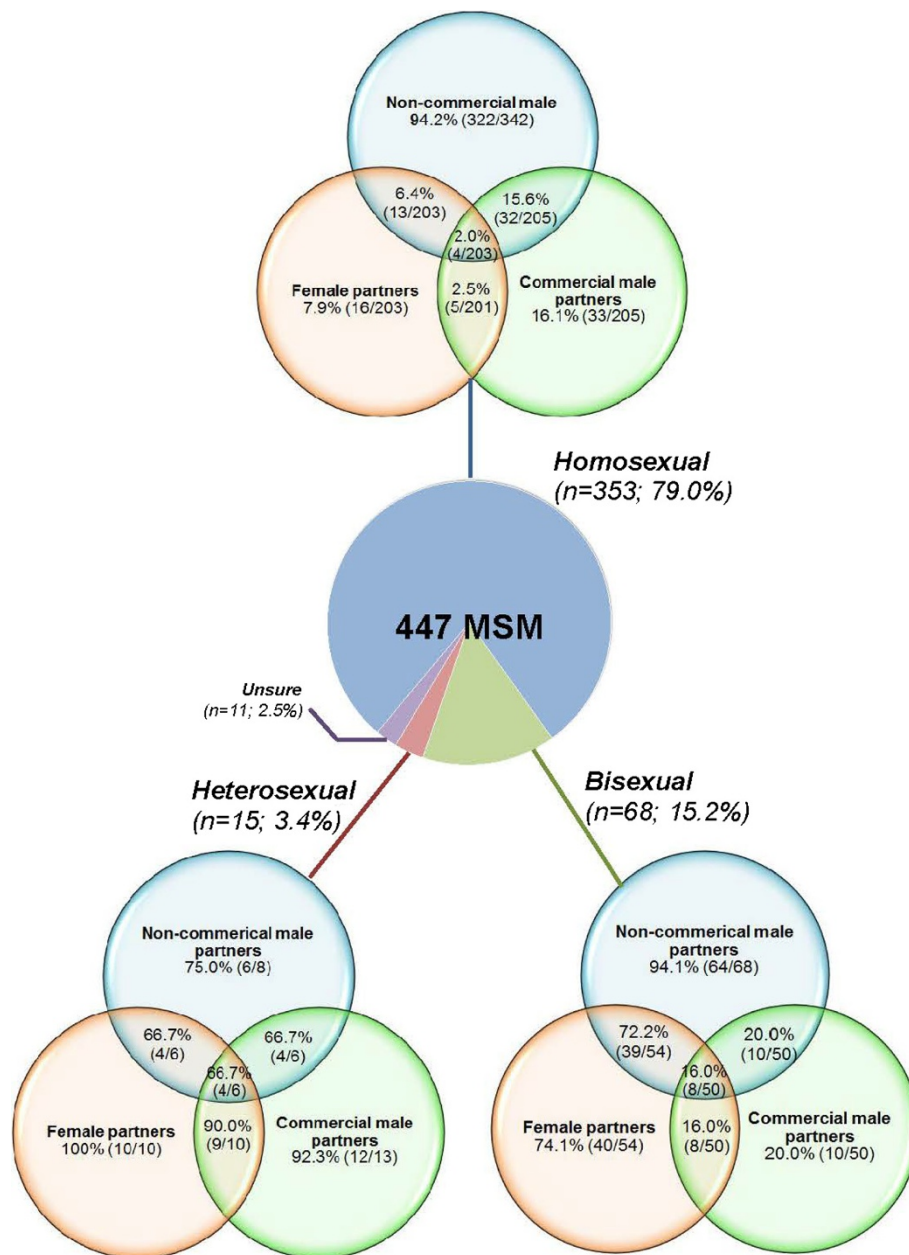 Non-commercial male
94.2% (322/342)
6.4%
(13/203)
15.6%
(32/205)
2.0%
(4/203)
Female partners
7.9% (16/203)
2.5%
(5/201)
Commercial male
partners
16.1% (33/205)
Homosexual
(n=353; 79.0%)
447 MSM
Unsure
(n=11; 2.5%)
Heterosexual
(n=15; 3.4%)
Bisexual
(n=68; 15.2%)
Non-commerical male
partners
75.0% (6/8)
66.7%
(4/6)
66.7%
(4/6)
66.7%
(4/6)
Female partners
100% (10/10)
90.0%
(9/10)
Commercial male
partners
92.3% (12/13)
Non-commercial male
partners
94.1% (64/68)
72.2%
(39/54)
20.0%
(10/50)
16.0%
(8/50)
Female partners
74.1% (40/54)
16.0%
(8/50)
Commercial male
partners
20.0% (10/50)